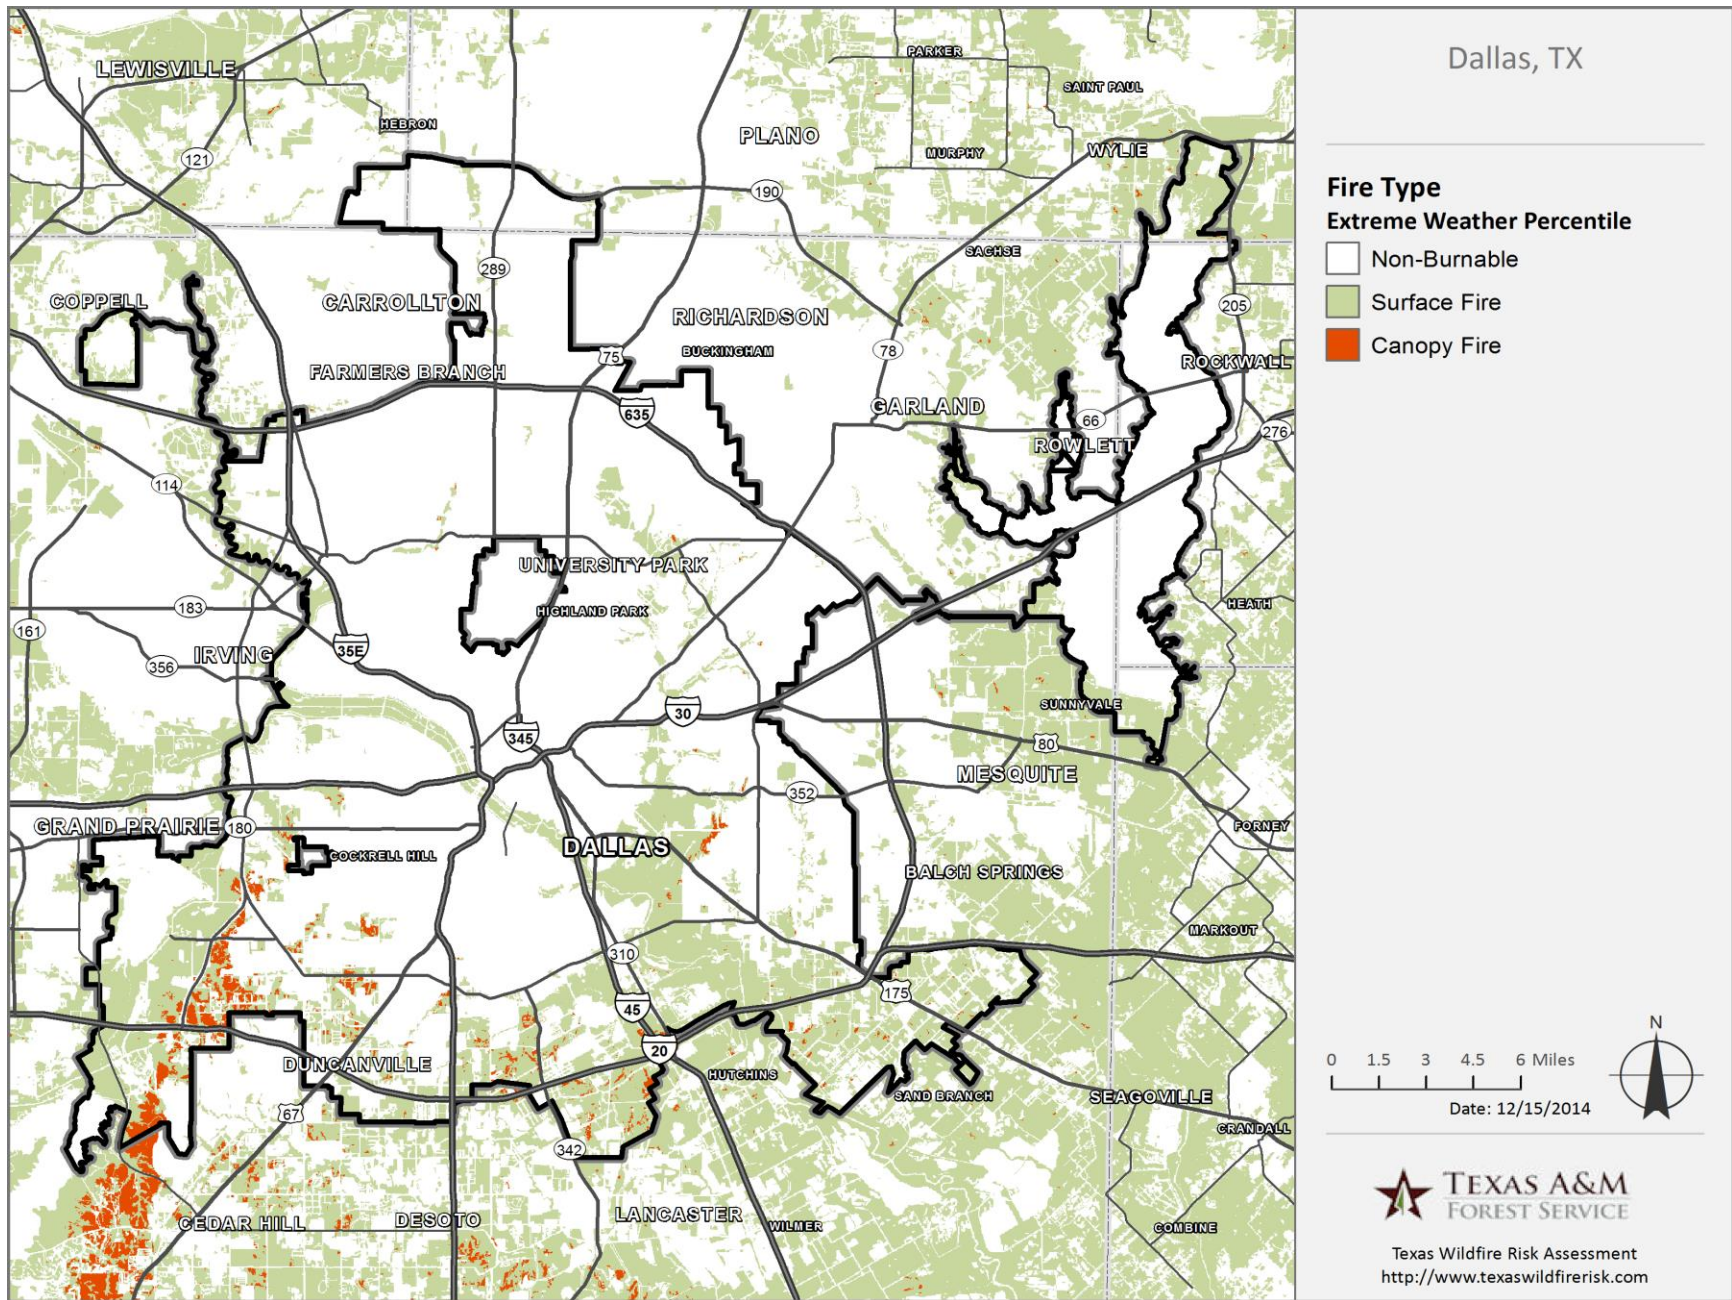 Dallas, TX
Fire Type
Extreme Weather Percentile
Non-Burnable
Surface Fire
Canopy Fire
PARKER
LEWISVILLE
SAINT PAUL
HEBRON
PLANO
WYLIE
MURPHY
121
190
SACHSE
289
COPPELL
CARROLLTON
205
RICHARDSON
75
BUCKINGHAM
78
ROCKWALL
FARMERS BRANCH
635
GARLAND
66
276
ROWLETT
114
UNIVERSITY PARK
183
HIGHLAND PARK
HEATH
161
35E
IRVING
356
SUNNYVALE
30
345
80
MESQUITE
352
GRAND PRAIRIE
180
FORNEY
DALLAS
COCKRELL HILL
BALCH SPRINGS
MARKOUT
310
175
45
20
DUNCANVILLE
HUTCHINS
SAND BRANCH
SEAGOVILLE
67
CRANDALL
342
LANCASTER
CEDAR HILL
DESOTO
WILMER
COMBINE
N
0 1.5 3 4.5 6 Miles
Date: 12/15/2014
TEXAS A&M
FOREST SERVICE
Texas Wildfire Risk Assessment
http://www.texaswildfirerisk.com